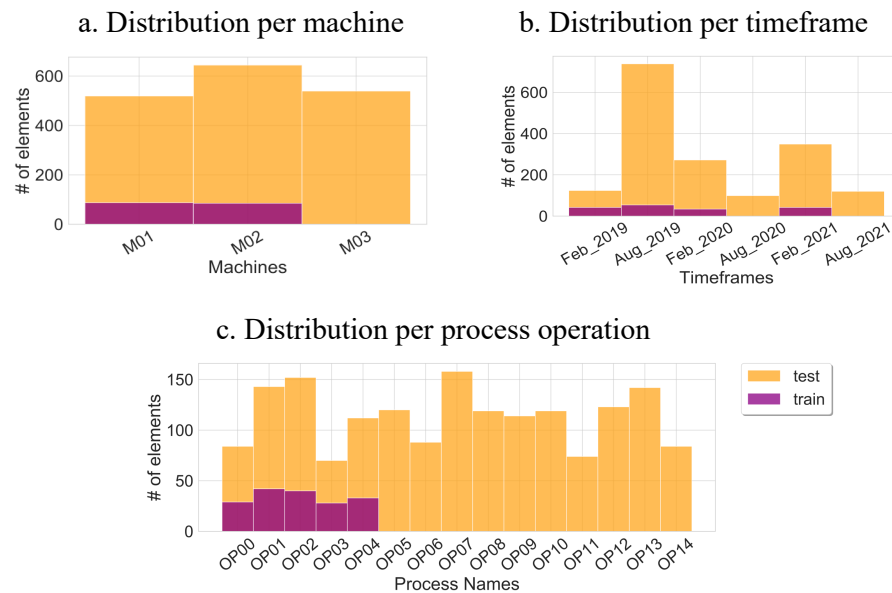 a. Distribution per machine
600
400
200
0
# of elements
M01
M02
M03
Machines
b. Distribution per timeframe
600
400
200
0
# of elements
Feb_2019
Aug_2019
Feb_2020
Aug_2020
Feb_2021
Aug_2021
Timeframes
c. Distribution per process operation
150
100
50
0
# of elements
OP00
OP01
OP02
OP03
OP04
OP05
OP06
OP07
OP08
OP09
OP10
OP11
OP12
OP13
OP14
Process Names
test
train